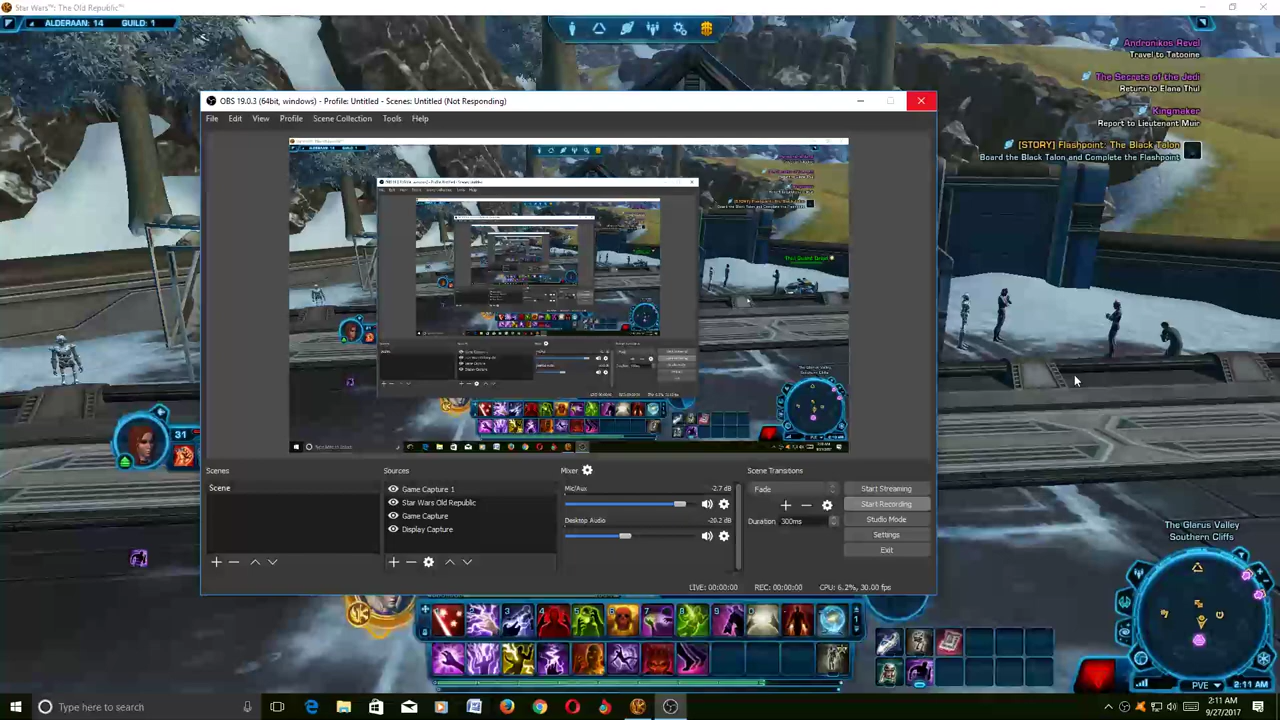 Star Wars™: The Old Republic™
ALDERAAN: 14 GUILD: 1
Andronikos Revel
Travel to Tatooine
The Secrets of the Jedi
Return to Elana Thul
Kingmaker
Report to Lieutenant Muir
[STORY] Flashpoint: The Black Talon
Board the Black Talon and Complete the Flashpoint
OBS 19.0.3 (64bit, windows) - Profile: Untitled - Scenes: Untitled (Not Responding)
File Edit View Profile Scene Collection Tools Help
31
Scenes
Scene
Sources
Game Capture 1
Star Wars Old Republic
Game Capture
Display Capture
Mixer
Mic/Aux -2.7 dB
Desktop Audio -20.2 dB
Scene Transitions
Fade
Duration 300ms
Start Streaming
Start Recording
Studio Mode
Settings
Exit
LIVE: 00:00:00 REC: 00:00:00 CPU: 6.2%, 30.00 fps
The Glarus Valley
Southern Cliffs
PVE 2:11 AM
Type here to search
2:11 AM
9/27/2017